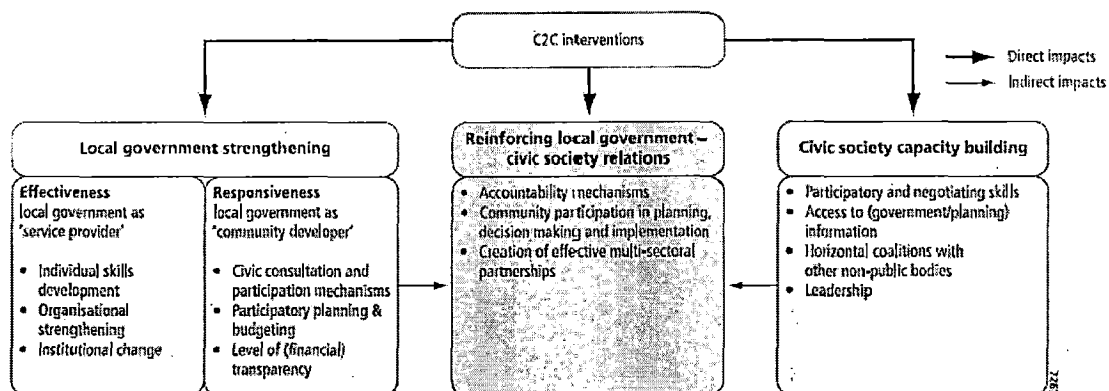 C2C interventions
Direct impacts
Indirect impacts
Local government strengthening
Effectiveness
local government as
'service provider'
• Individual skills
development
• Organisational
strengthening
• Institutional change
Responsiveness
local government as
'community developer'
• Civic consultation and
participation mechanisms
• Participatory planning &
budgeting
• Level of (financial)
transparency
Reinforcing local government –
civic society relations
• Accountability mechanisms
• Community participation in planning,
decision making and implementation
• Creation of effective multi-sectoral
partnerships
Civic society capacity building
• Participatory and negotiating skills
• Access to (government/planning)
information
• Horizontal coalitions with
other non-public bodies
• Leadership